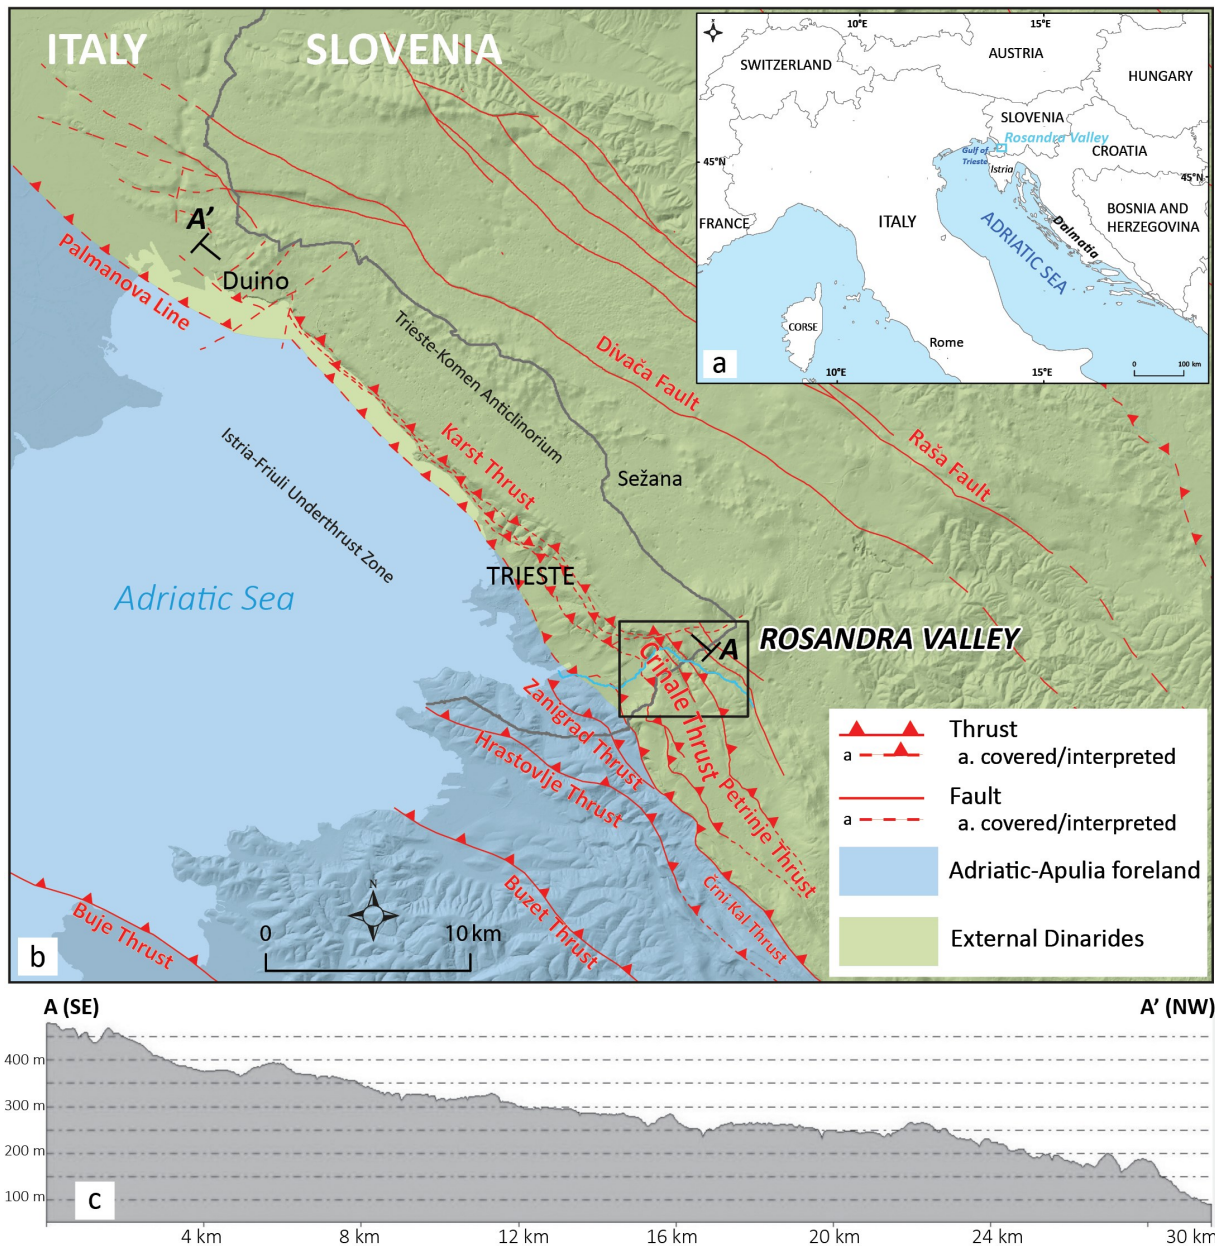 ITALY
SLOVENIA
A'
Duino
Palmanova Line
Trieste-Komen Anticlinorium
Divača Fault
Raša Fault
Karst Thrust
Istria-Friuli Underthrust Zone
Sežana
TRIESTE
Adriatic Sea
A
ROSANDRA VALLEY
Crinale Thrust
Zanigrad Thrust
Hrastovlje Thrust
Petrinje Thrust
Črni Kal Thrust
Buzet Thrust
Buje Thrust
N
0 10 km
b
Thrust
a a. covered/interpreted
Fault
a a. covered/interpreted
Adriatic-Apulia foreland
External Dinarides
10°E 15°E
SWITZERLAND
AUSTRIA
HUNGARY
SLOVENIA
Rosandra Valley
CROATIA
Gulf of
Trieste
Istria
45°N
45°N
BOSNIA AND
HERZEGOVINA
FRANCE
ITALY
ADRIATIC SEA
Dalmatia
CORSE
Rome
a
0 100 km
10°E 15°E
A (SE)
A' (NW)
400 m
300 m
200 m
100 m
c
4 km 8 km 12 km 16 km 20 km 24 km 30 km